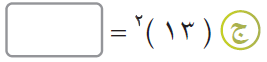 ج ( ١٣ )٢ =